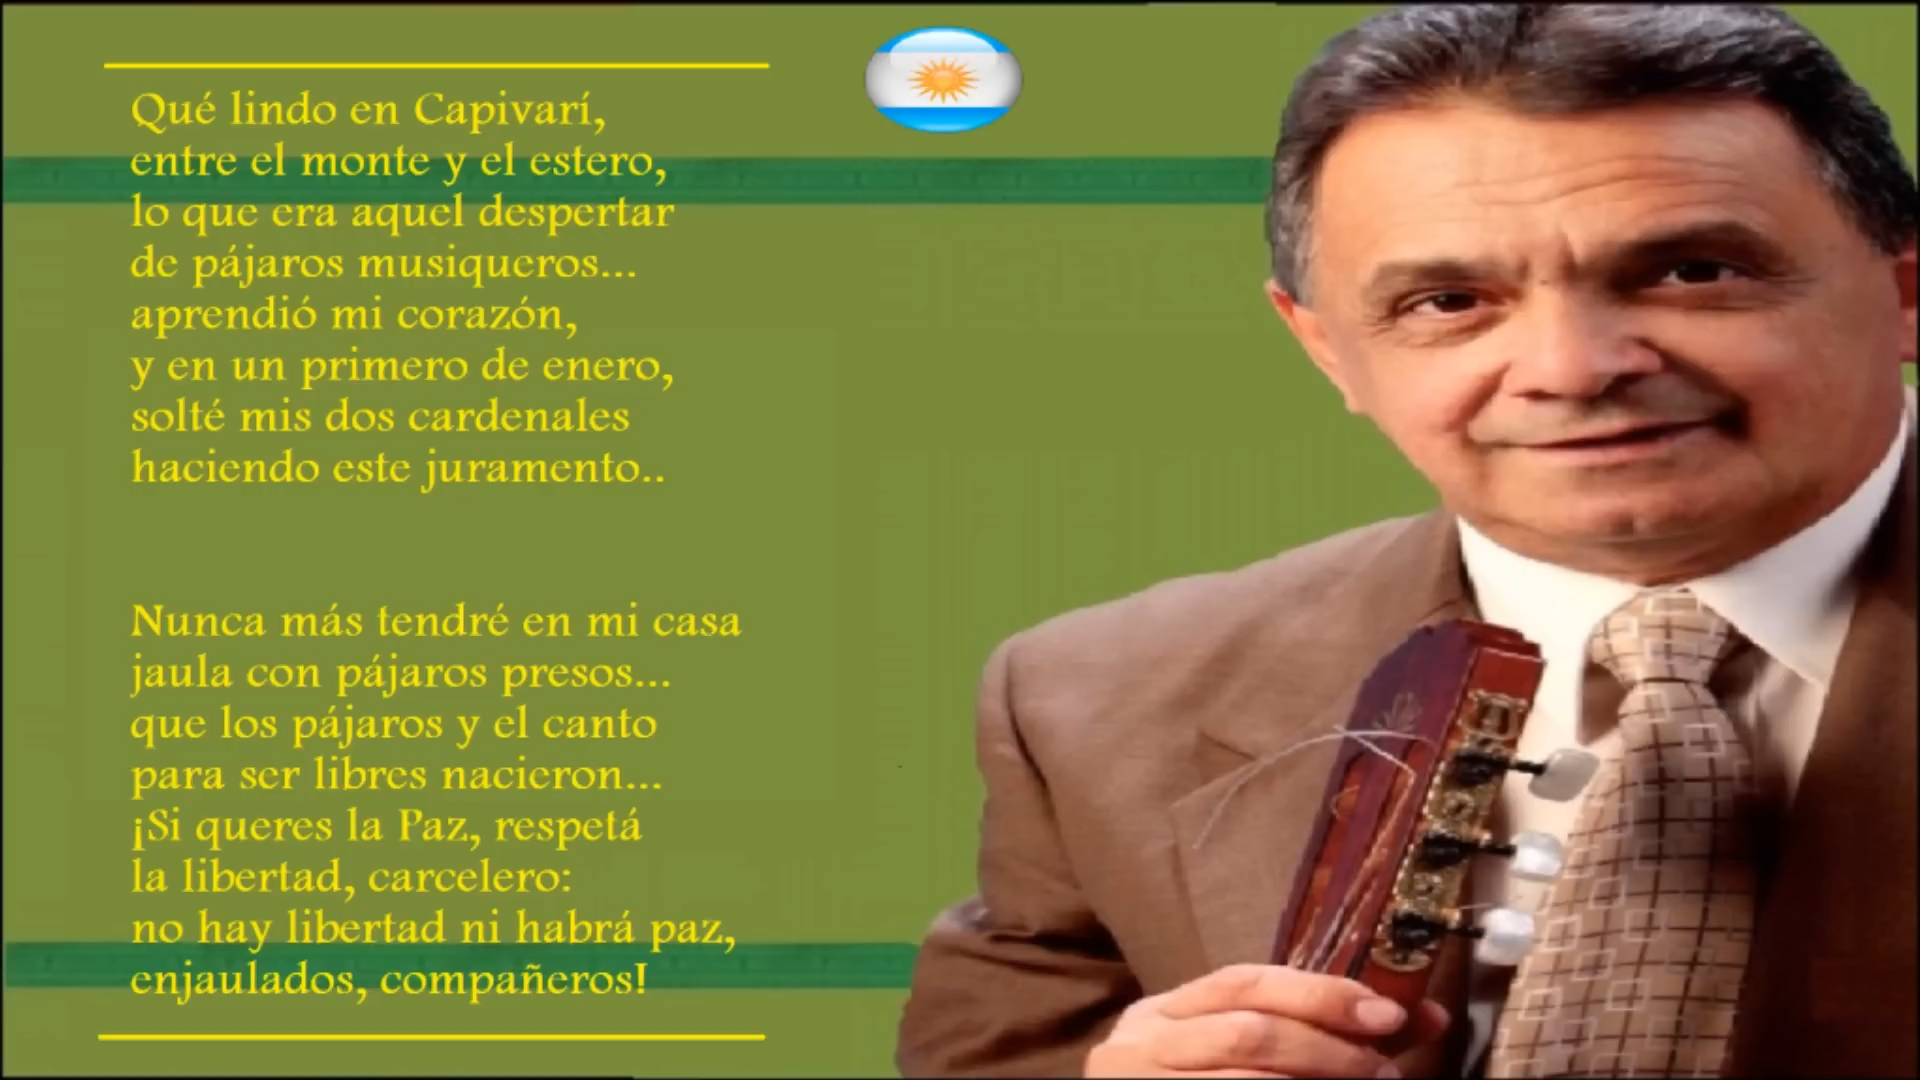 Qué lindo en Capivarí,
entre el monte y el estero,
lo que era aquel despertar
de pájaros musiqueros...
aprendió mi corazón,
y en un primero de enero,
solté mis dos cardenales
haciendo este juramento..
Nunca más tendré en mi casa
jaula con pájaros presos...
que los pájaros y el canto
para ser libres nacieron...
¡Si queres la Paz, respetá
la libertad, carcelero:
no hay libertad ni habrá paz,
enjaulados, compañeros!